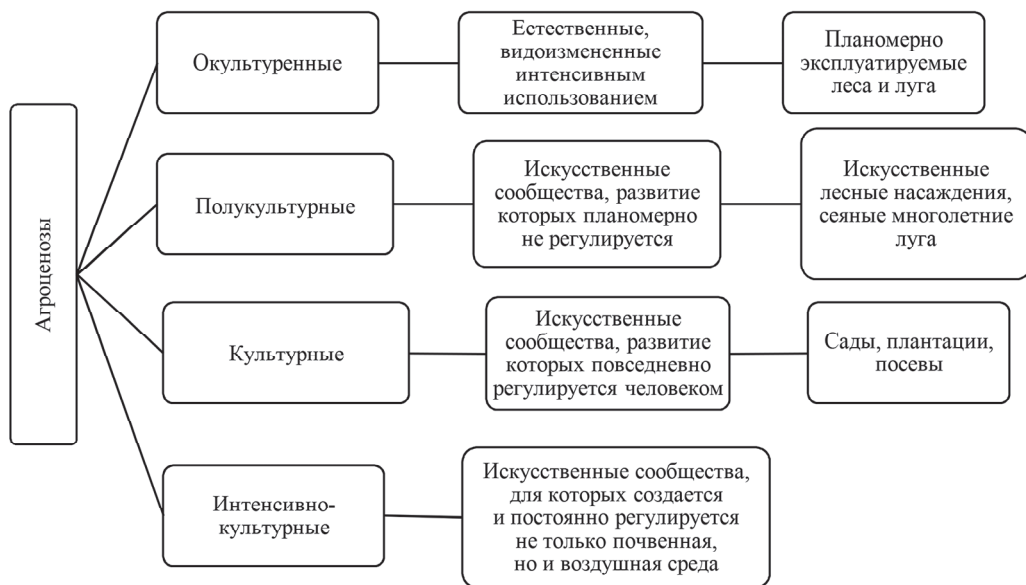 Агроценозы
Окультуренные
Естественные,
видоизмененные
интенсивным
использованием
Планомерно
эксплуатируемые
леса и луга
Полукультурные
Искусственные
сообщества, развитие
которых планомерно
не регулируется
Искусственные
лесные насаждения,
сеяные многолетние
луга
Культурные
Искусственные
сообщества, развитие
которых повседневно
регулируется человеком
Сады, плантации,
посевы
Интенсивно-
культурные
Искусственные сообщества,
для которых создается
и постоянно регулируется
не только почвенная,
но и воздушная среда